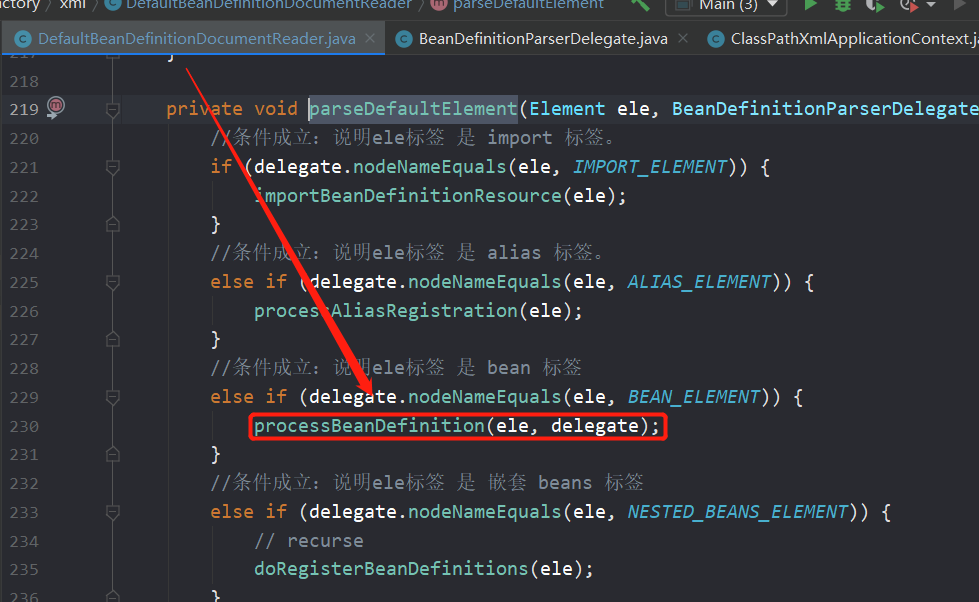 actory › xml › DefaultBeanDefinitionDocumentReader › parseDefaultElement Main (3)
DefaultBeanDefinitionDocumentReader.java × BeanDefinitionParserDelegate.java × ClassPathXmlApplicationContext.ja
217 }
218
219 private void parseDefaultElement(Element ele, BeanDefinitionParserDelegate
220 //条件成立：说明ele标签 是 import 标签。
221 if (delegate.nodeNameEquals(ele, IMPORT_ELEMENT)) {
222 importBeanDefinitionResource(ele);
223 }
224 //条件成立：说明ele标签 是 alias 标签。
225 else if (delegate.nodeNameEquals(ele, ALIAS_ELEMENT)) {
226 processAliasRegistration(ele);
227 }
228 //条件成立：说明ele标签 是 bean 标签
229 else if (delegate.nodeNameEquals(ele, BEAN_ELEMENT)) {
230 processBeanDefinition(ele, delegate);
231 }
232 //条件成立：说明ele标签 是 嵌套 beans 标签
233 else if (delegate.nodeNameEquals(ele, NESTED_BEANS_ELEMENT)) {
234 // recurse
235 doRegisterBeanDefinitions(ele);
236 }